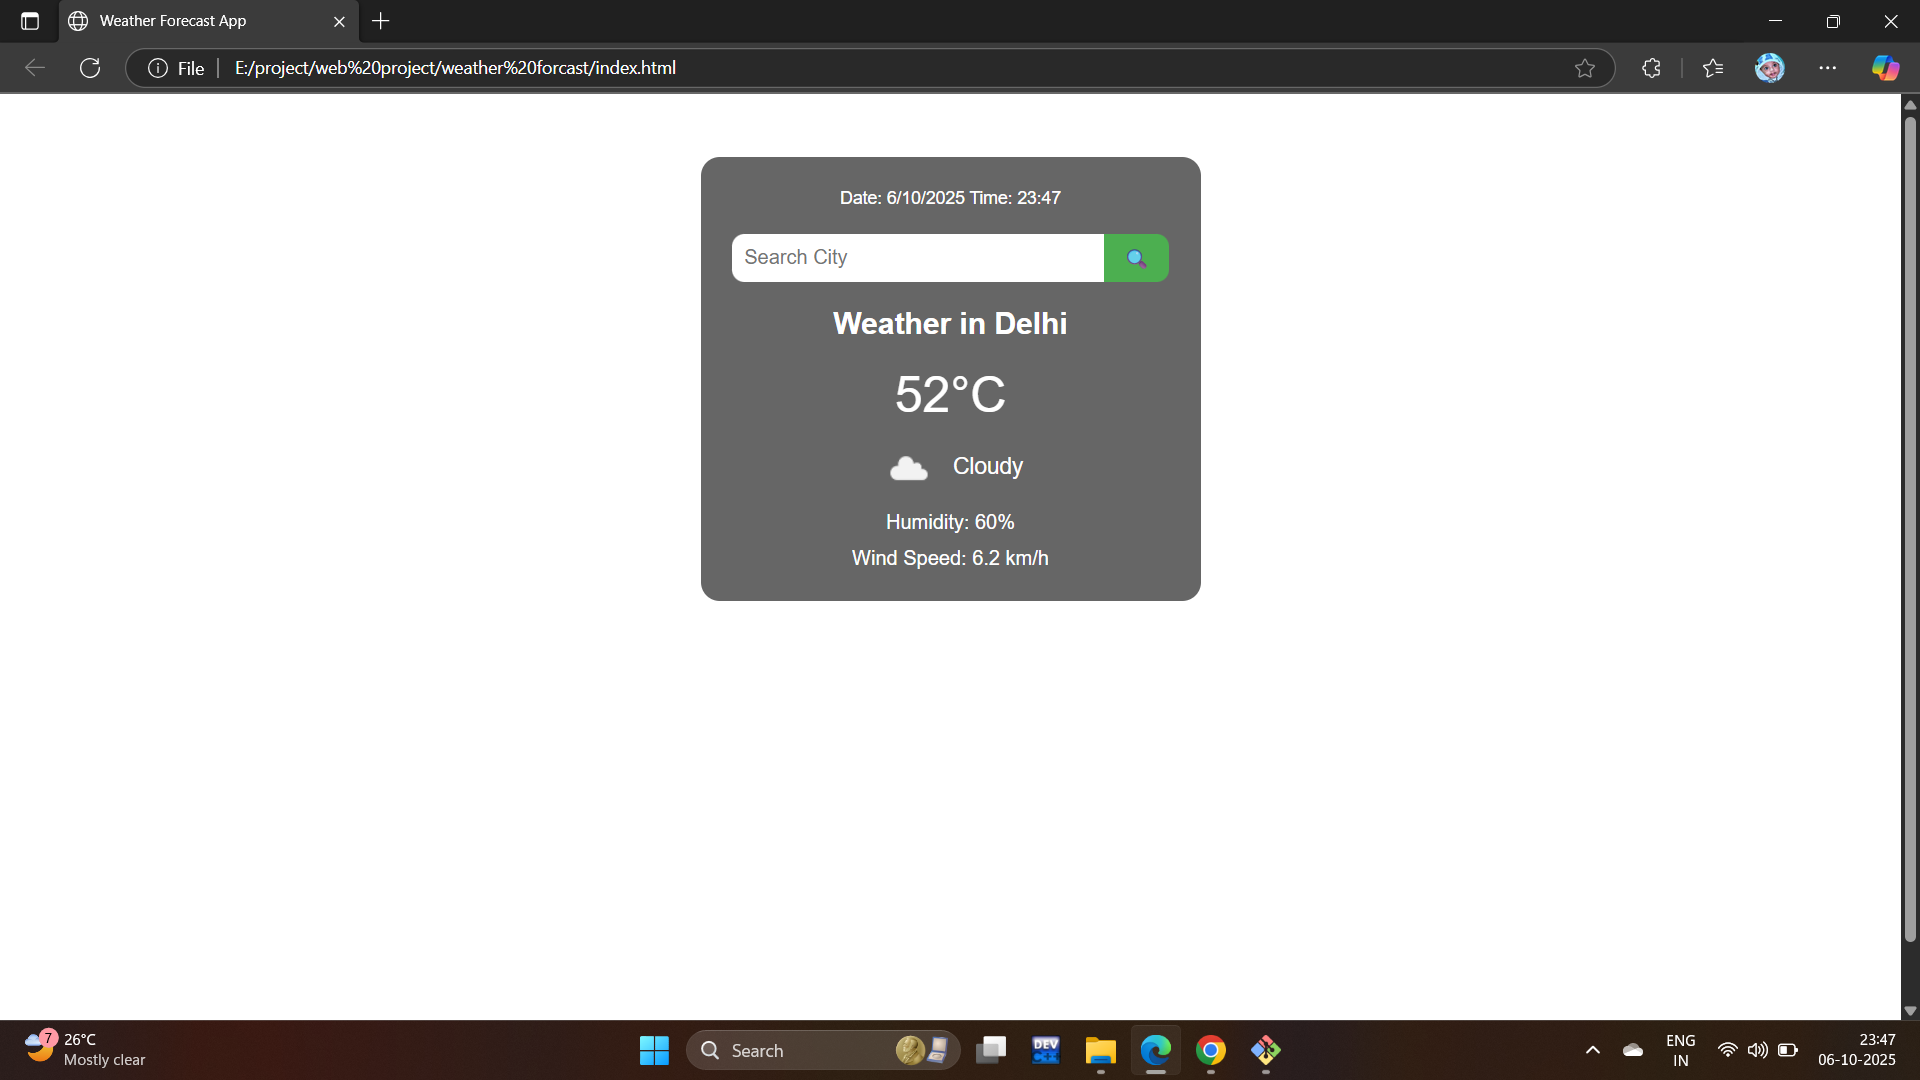 Weather Forecast App
File
E:/project/web%20project/weather%20forcast/index.html
Date: 6/10/2025 Time: 23:47
Search City
Weather in Delhi
52°C
Cloudy
Humidity: 60%
Wind Speed: 6.2 km/h
7
26°C
Mostly clear
Search
DEV
C++
ENG
IN
23:47
06-10-2025